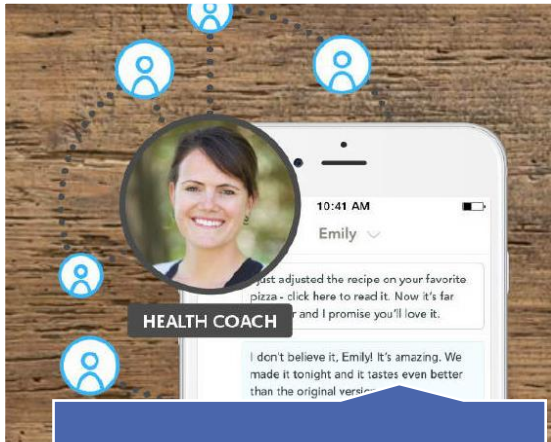 10:41 AM
Emily
just adjusted the recipe on your favorite
pizza - click here to read it. Now it's far
and I promise you'll love it.
HEALTH COACH
I don't believe it, Emily! It's amazing. We
made it tonight and it tastes even better
than the original